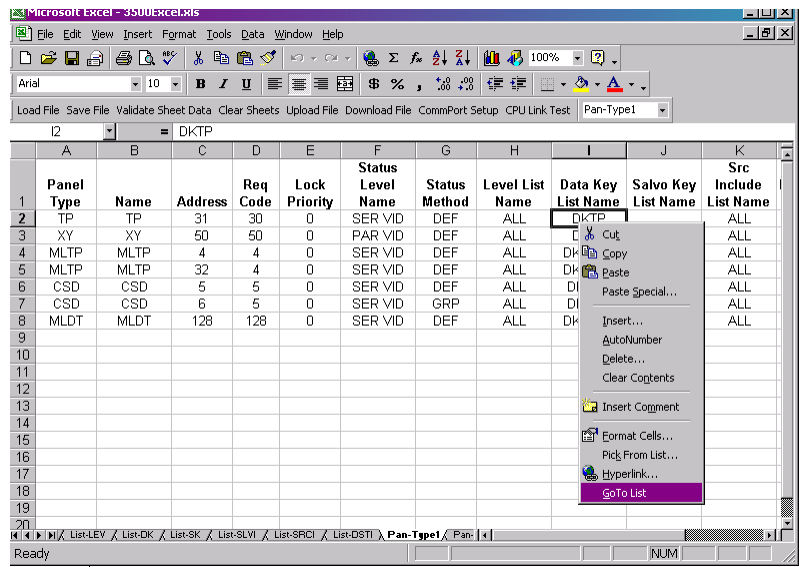 Microsoft Excel - 3500Excel.xls
File Edit View Insert Format Tools Data Window Help
100%
Arial 10 B I U $ % ,
Load File Save File Validate Sheet Data Clear Sheets Upload File Download File CommPort Setup CPU Link Test Pan-Type1
I2 = DKTP
A B C D E F G H I J K
1 Panel Type Name Address Req Code Lock Priority Status Level Name Status Method Level List Name Data Key List Name Salvo Key List Name Src Include List Name
2 TP TP 31 30 0 SER VID DEF ALL DKTP ALL
3 XY XY 50 50 0 PAR VID DEF ALL ALL
4 MLTP MLTP 4 4 0 SER VID DEF ALL ALL
5 MLTP MLTP 32 4 0 SER VID DEF ALL ALL
6 CSD CSD 5 5 0 SER VID DEF ALL ALL
7 CSD CSD 6 5 0 SER VID GRP ALL ALL
8 MLDT MLDT 128 128 0 SER VID DEF ALL ALL
9
10
11
12
13
14
15
16
17
18
19
20
Cut
Copy
Paste
Paste Special...
Insert...
AutoNumber
Delete...
Clear Contents
Insert Comment
Format Cells...
Pick From List...
Hyperlink...
GoTo List
List-LEV List-DK List-SK List-SLVI List-SRCI List-DSTI Pan-Type1 Pan-
Ready NUM